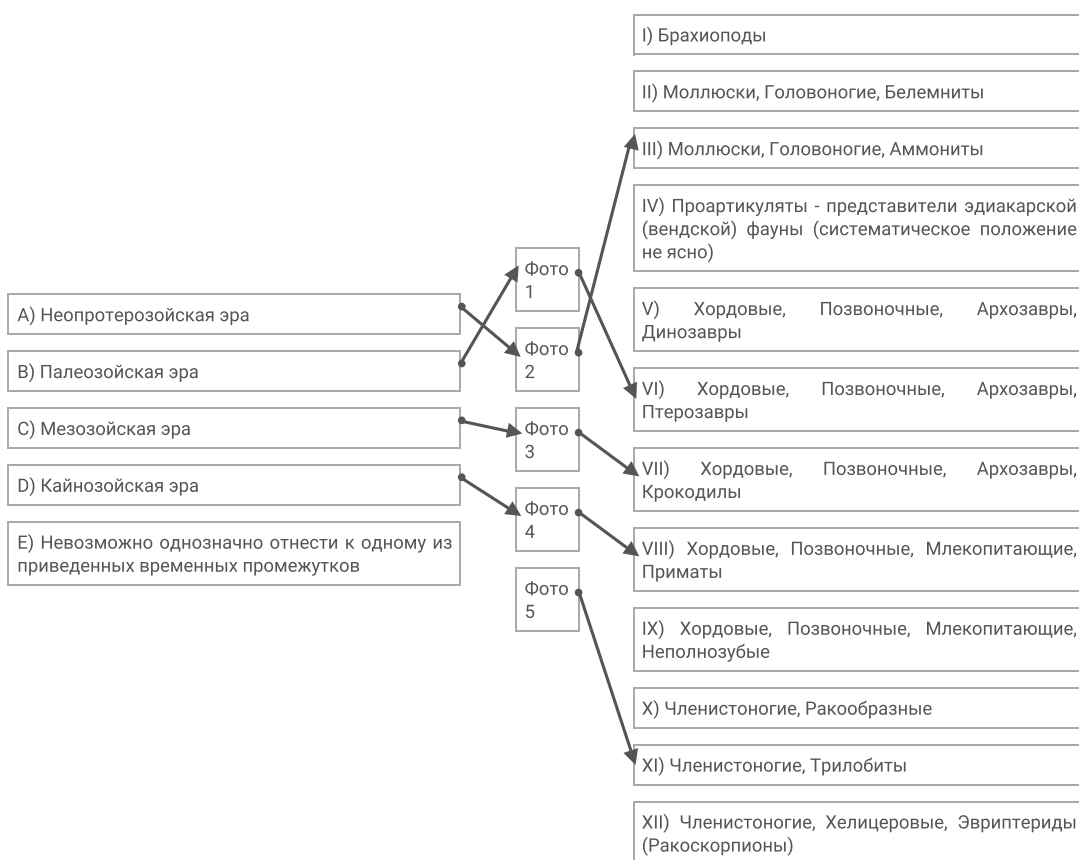 A) Неопротерозойская эра
B) Палеозойская эра
C) Мезозойская эра
D) Кайнозойская эра
E) Невозможно однозначно отнести к одному из
приведенных временных промежутков
Фото
1
Фото
2
Фото
3
Фото
4
Фото
5
I) Брахиоподы
II) Моллюски, Головоногие, Белемниты
III) Моллюски, Головоногие, Аммониты
IV) Проартикуляты - представители эдиакарской
(вендской) фауны (систематическое положение
не ясно)
V) Хордовые, Позвоночные, Архозавры,
Динозавры
VI) Хордовые, Позвоночные, Архозавры,
Птерозавры
VII) Хордовые, Позвоночные, Архозавры,
Крокодилы
VIII) Хордовые, Позвоночные, Млекопитающие,
Приматы
IX) Хордовые, Позвоночные, Млекопитающие,
Неполнозубые
X) Членистоногие, Ракообразные
XI) Членистоногие, Трилобиты
XII) Членистоногие, Хелицеровые, Эвриптериды
(Ракоскорпионы)